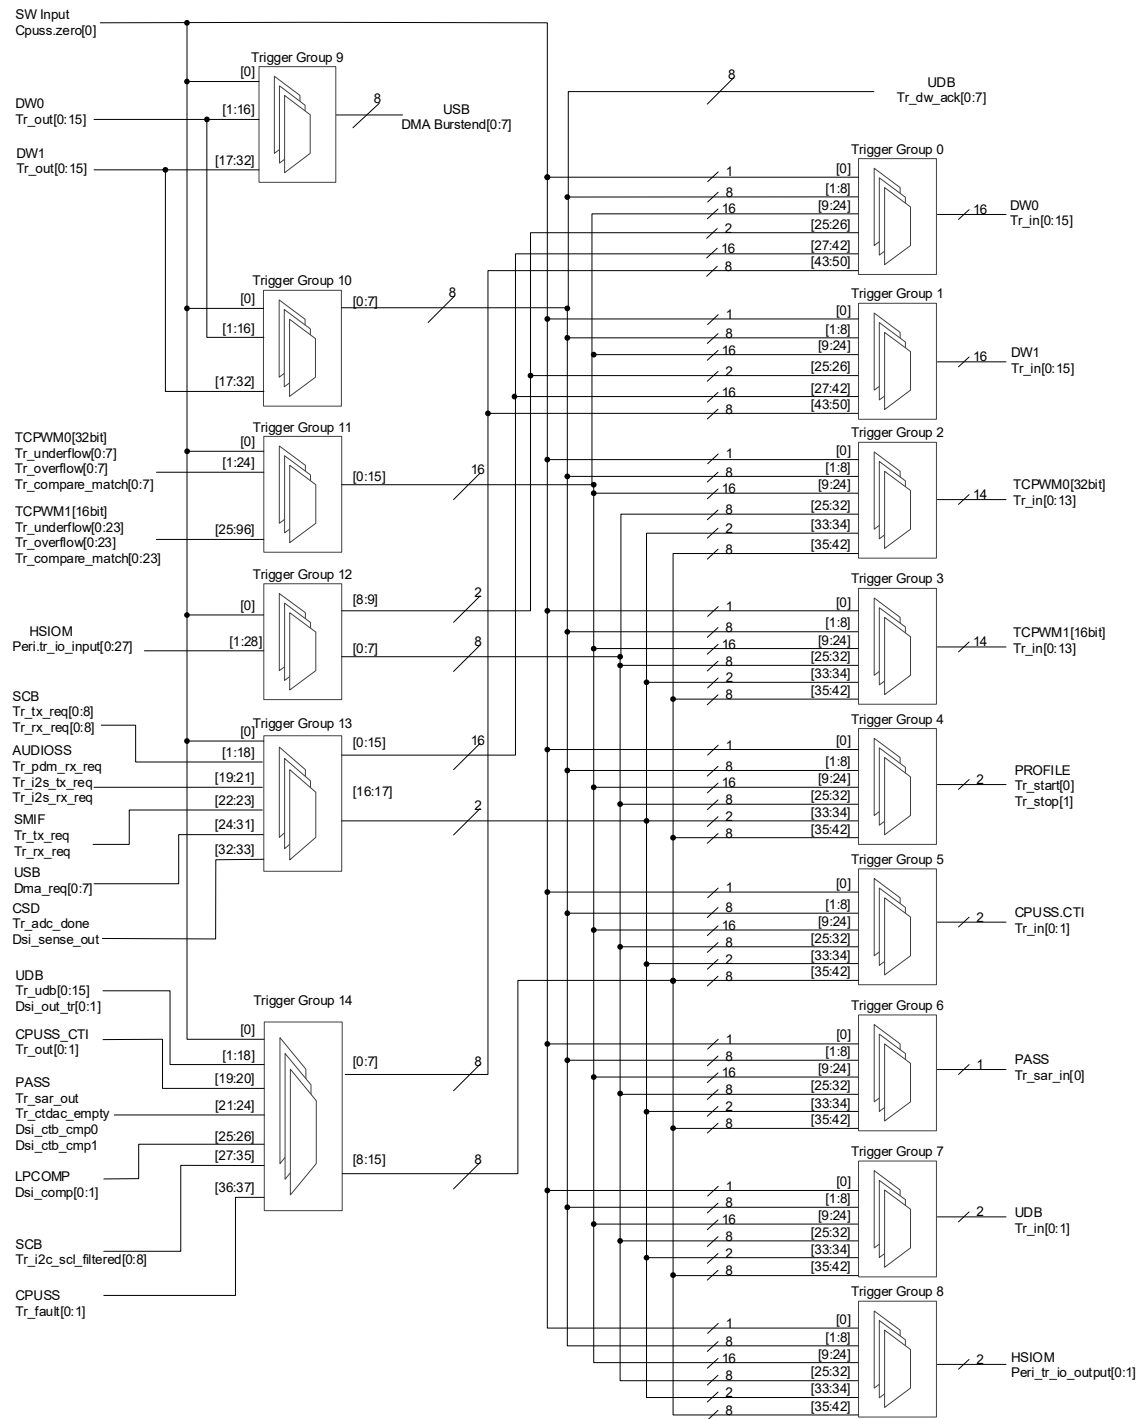 SW Input
Cpuss.zero[0]
Trigger Group 9
[0]
DW0
Tr_out[0:15]
[1:16]
DW1
Tr_out[0:15]
[17:32]
8
USB
DMA Burstend[0:7]
8
UDB
Tr_dw_ack[0:7]
Trigger Group 10
[0]
[1:16]
[17:32]
[0:7]
8
Trigger Group 11
TCPWM0[32bit]
Tr_underflow[0:7]
Tr_overflow[0:7]
Tr_compare_match[0:7]
[0]
[1:24]
TCPWM1[16bit]
Tr_underflow[0:23]
Tr_overflow[0:23]
Tr_compare_match[0:23]
[25:96]
[0:15]
16
Trigger Group 12
[0]
HSIOM
Peri.tr_io_input[0:27]
[1:28]
[8:9]
2
[0:7]
8
Trigger Group 13
SCB
Tr_tx_req[0:8]
Tr_rx_req[0:8]
[0]
[1:18]
AUDIOSS
Tr_pdm_rx_req
Tr_i2s_tx_req
Tr_i2s_rx_req
[19:21]
SMIF
Tr_tx_req
Tr_rx_req
[22:23]
USB
Dma_req[0:7]
[24:31]
CSD
Tr_adc_done
Dsi_sense_out
[32:33]
[0:15]
16
[16:17]
2
Trigger Group 14
[0]
UDB
Tr_udb[0:15]
Dsi_out_tr[0:1]
[1:18]
CPUSS_CTI
Tr_out[0:1]
[19:20]
PASS
Tr_sar_out
Tr_ctdac_empty
Dsi_ctb_cmp0
Dsi_ctb_cmp1
[21:24]
LPCOMP
Dsi_comp[0:1]
[25:26]
SCB
Tr_i2c_scl_filtered[0:8]
[27:35]
CPUSS
Tr_fault[0:1]
[36:37]
[0:7]
8
[8:15]
8
Trigger Group 0
1 [0]
8 [1:8]
16 [9:24]
2 [25:26]
16 [27:42]
8 [43:50]
16
DW0
Tr_in[0:15]
Trigger Group 1
1 [0]
8 [1:8]
16 [9:24]
2 [25:26]
16 [27:42]
8 [43:50]
16
DW1
Tr_in[0:15]
Trigger Group 2
1 [0]
8 [1:8]
16 [9:24]
8 [25:32]
2 [33:34]
8 [35:42]
14
TCPWM0[32bit]
Tr_in[0:13]
Trigger Group 3
1 [0]
8 [1:8]
16 [9:24]
8 [25:32]
2 [33:34]
8 [35:42]
14
TCPWM1[16bit]
Tr_in[0:13]
Trigger Group 4
1 [0]
8 [1:8]
16 [9:24]
8 [25:32]
2 [33:34]
8 [35:42]
2
PROFILE
Tr_start[0]
Tr_stop[1]
Trigger Group 5
1 [0]
8 [1:8]
16 [9:24]
8 [25:32]
2 [33:34]
8 [35:42]
2
CPUSS.CTI
Tr_in[0:1]
Trigger Group 6
1 [0]
8 [1:8]
16 [9:24]
8 [25:32]
2 [33:34]
8 [35:42]
1
PASS
Tr_sar_in[0]
Trigger Group 7
1 [0]
8 [1:8]
16 [9:24]
8 [25:32]
2 [33:34]
8 [35:42]
2
UDB
Tr_in[0:1]
Trigger Group 8
1 [0]
8 [1:8]
16 [9:24]
8 [25:32]
2 [33:34]
8 [35:42]
2
HSIOM
Peri_tr_io_output[0:1]